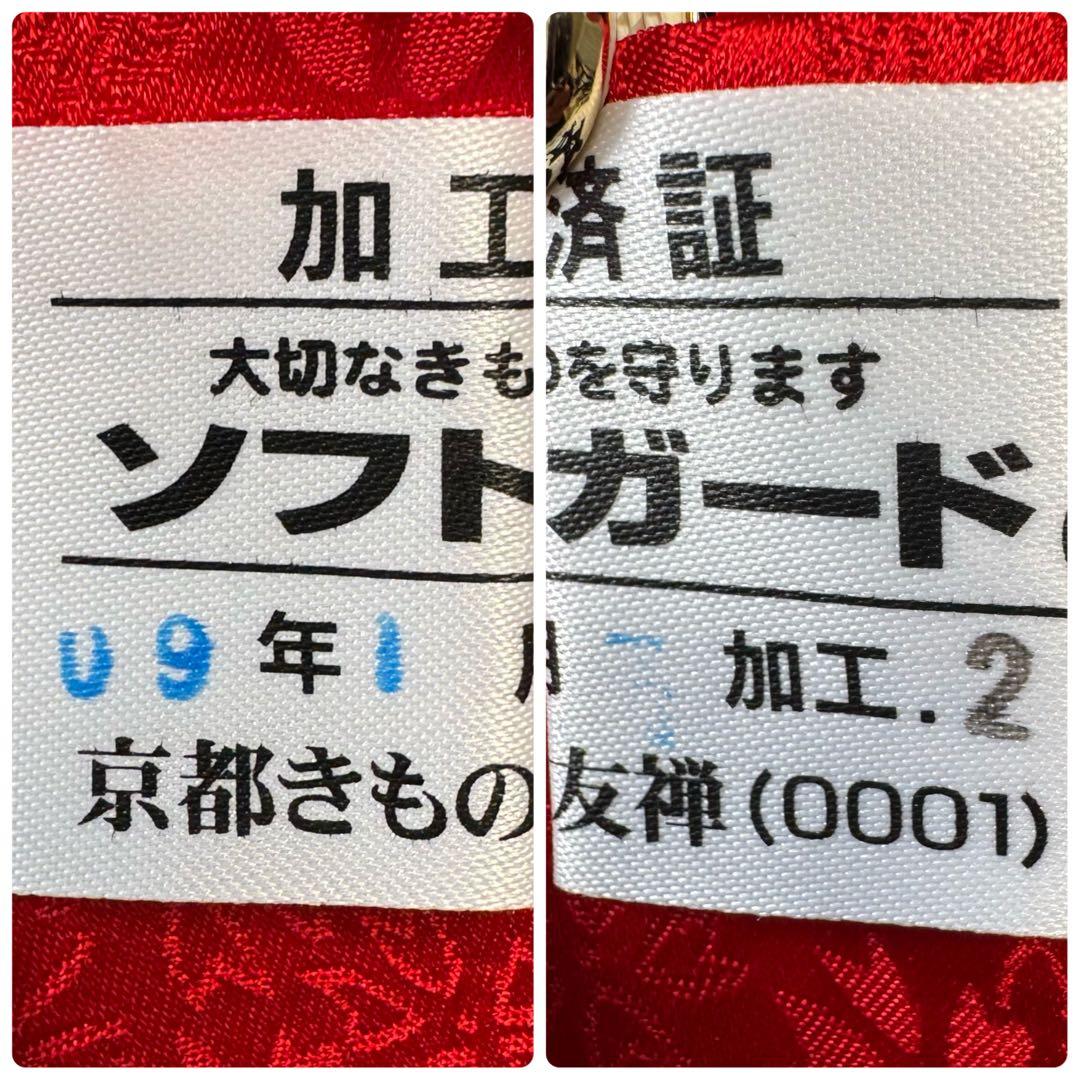 加工済証
大切なきものを守ります
ソフトガード
09年1月 加工.2
京都きもの友禅(0001)